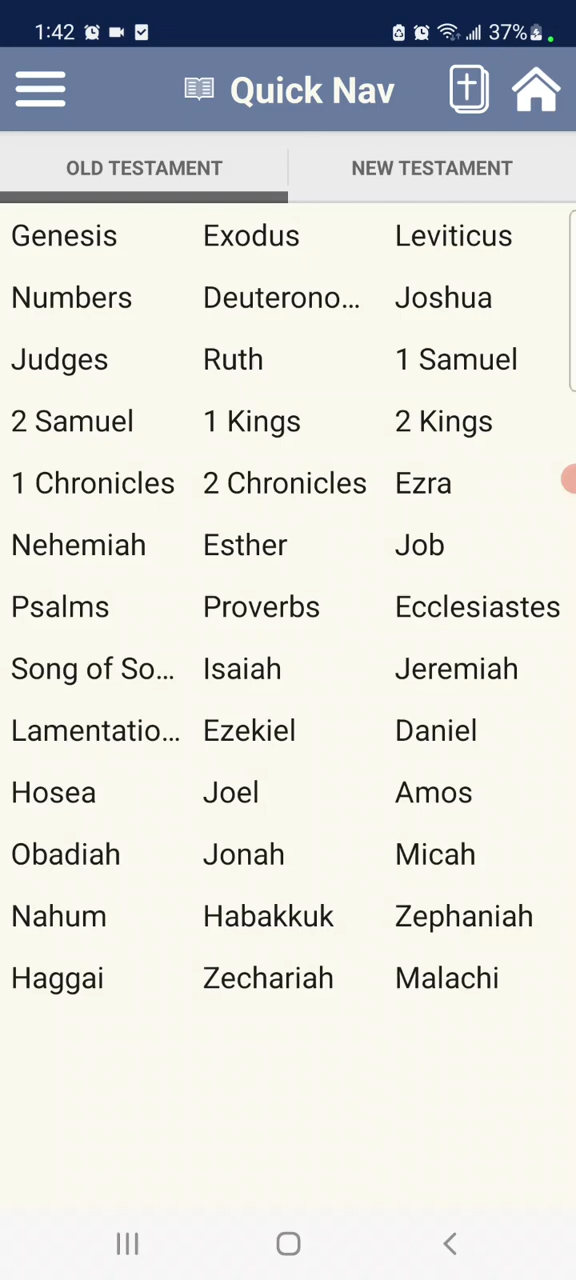 1:42 37%
Quick Nav
OLD TESTAMENT NEW TESTAMENT
Genesis Exodus Leviticus
Numbers Deuterono... Joshua
Judges Ruth 1 Samuel
2 Samuel 1 Kings 2 Kings
1 Chronicles 2 Chronicles Ezra
Nehemiah Esther Job
Psalms Proverbs Ecclesiastes
Song of So... Isaiah Jeremiah
Lamentatio... Ezekiel Daniel
Hosea Joel Amos
Obadiah Jonah Micah
Nahum Habakkuk Zephaniah
Haggai Zechariah Malachi